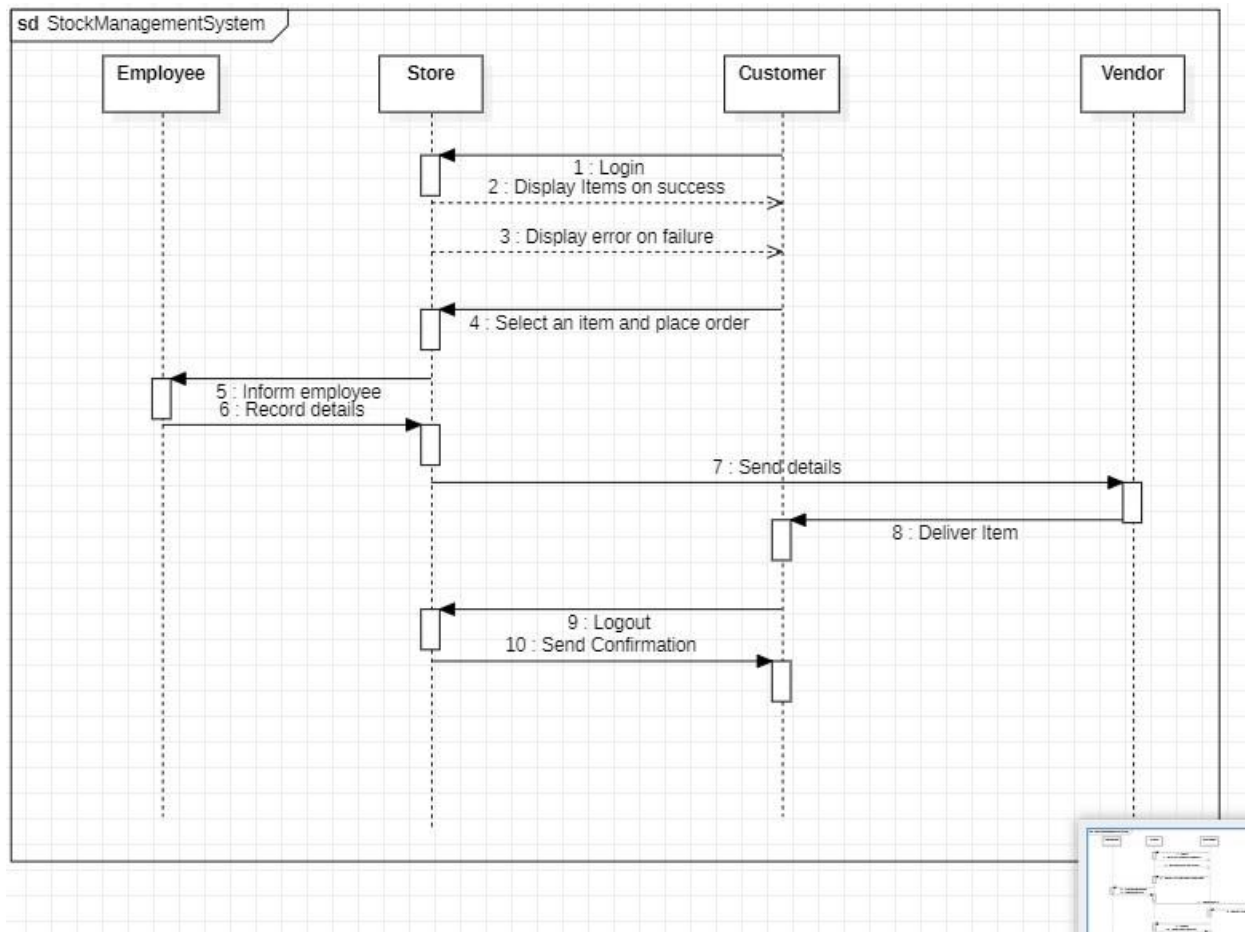 sd StockManagementSystem
Employee
Store
Customer
Vendor
1 : Login
2 : Display Items on success
3 : Display error on failure
4 : Select an item and place order
5 : Inform employee
6 : Record details
7 : Send details
8 : Deliver Item
9 : Logout
10 : Send Confirmation